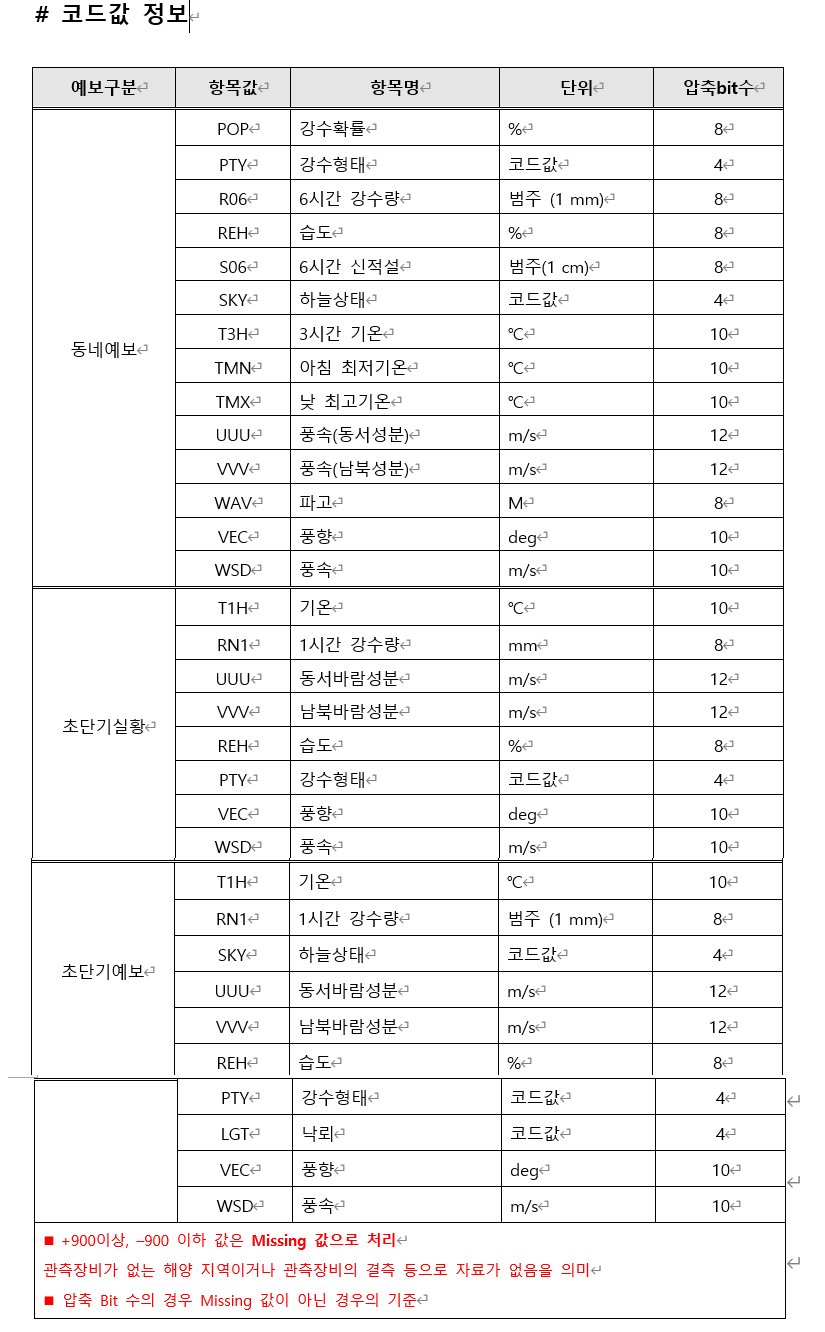 # 코드값 정보
예보구분 항목값 항목명 단위 압축bit수
POP 강수확률 % 8
PTY 강수형태 코드값 4
R06 6시간 강수량 범주 (1 mm) 8
REH 습도 % 8
S06 6시간 신적설 범주(1 cm) 8
SKY 하늘상태 코드값 4
T3H 3시간 기온 ℃ 10
동네예보
TMN 아침 최저기온 ℃ 10
TMX 낮 최고기온 ℃ 10
UUU 풍속(동서성분) m/s 12
VVV 풍속(남북성분) m/s 12
WAV 파고 M 8
VEC 풍향 deg 10
WSD 풍속 m/s 10
T1H 기온 ℃ 10
RN1 1시간 강수량 mm 8
UUU 동서바람성분 m/s 12
VVV 남북바람성분 m/s 12
초단기실황
REH 습도 % 8
PTY 강수형태 코드값 4
VEC 풍향 deg 10
WSD 풍속 m/s 10
T1H 기온 ℃ 10
RN1 1시간 강수량 범주 (1 mm) 8
SKY 하늘상태 코드값 4
초단기예보
UUU 동서바람성분 m/s 12
VVV 남북바람성분 m/s 12
REH 습도 % 8
PTY 강수형태 코드값 4
LGT 낙뢰 코드값 4
VEC 풍향 deg 10
WSD 풍속 m/s 10
■ +900이상, –900 이하 값은 Missing 값으로 처리
관측장비가 없는 해양 지역이거나 관측장비의 결측 등으로 자료가 없음을 의미
■ 압축 Bit 수의 경우 Missing 값이 아닌 경우의 기준